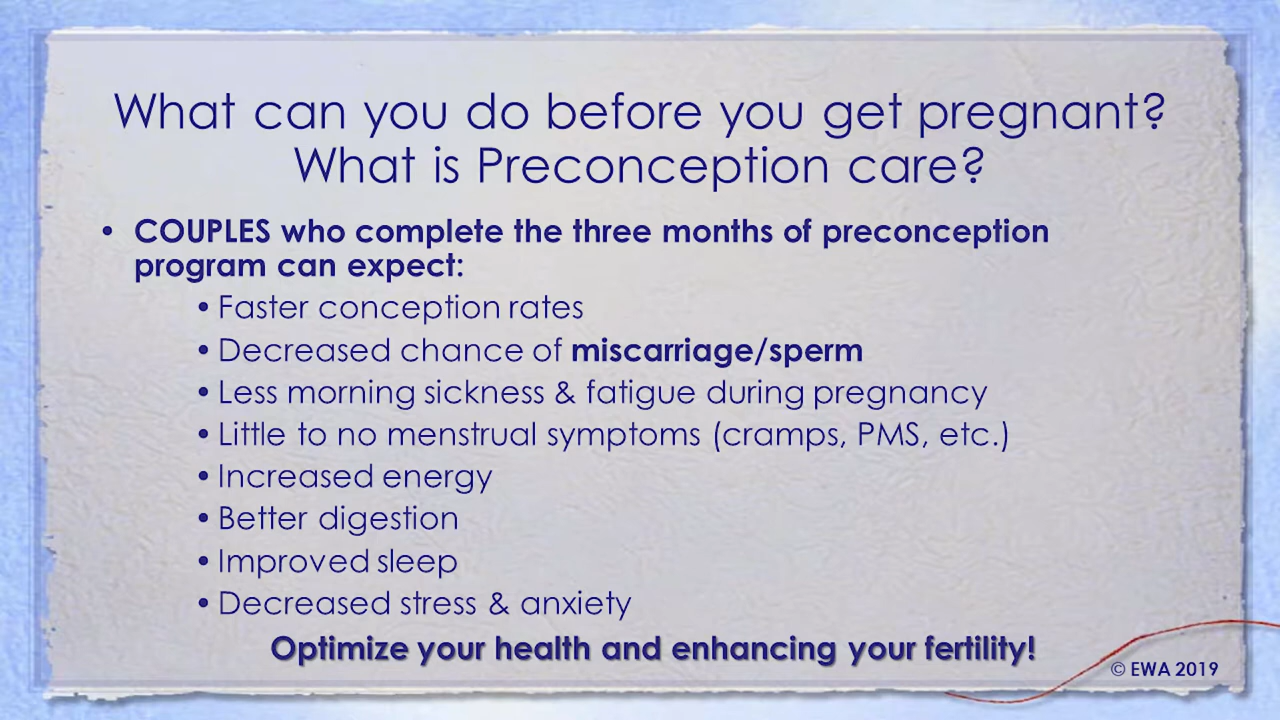 What can you do before you get pregnant?
What is Preconception care?
• COUPLES who complete the three months of preconception
program can expect:
• Faster conception rates
• Decreased chance of miscarriage/sperm
• Less morning sickness & fatigue during pregnancy
• Little to no menstrual symptoms (cramps, PMS, etc.)
• Increased energy
• Better digestion
• Improved sleep
• Decreased stress & anxiety
Optimize your health and enhancing your fertility!
© EWA 2019